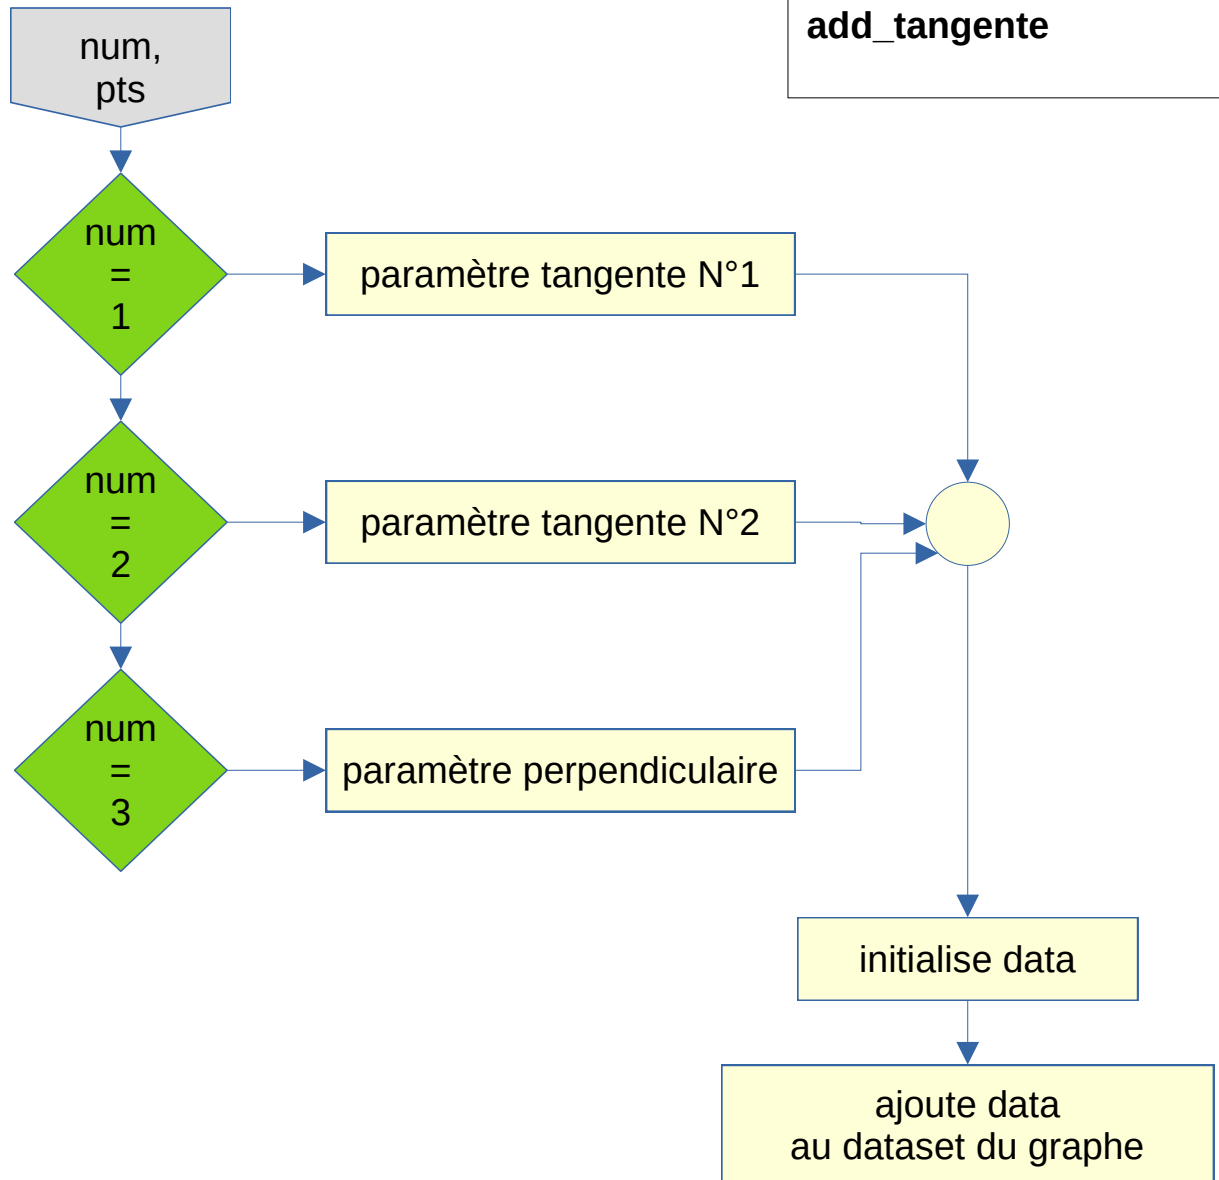 num,
pts
add_tangente
num
=
1
paramètre tangente N°1
num
=
2
paramètre tangente N°2
num
=
3
paramètre perpendiculaire
initialise data
ajoute data
au dataset du graphe